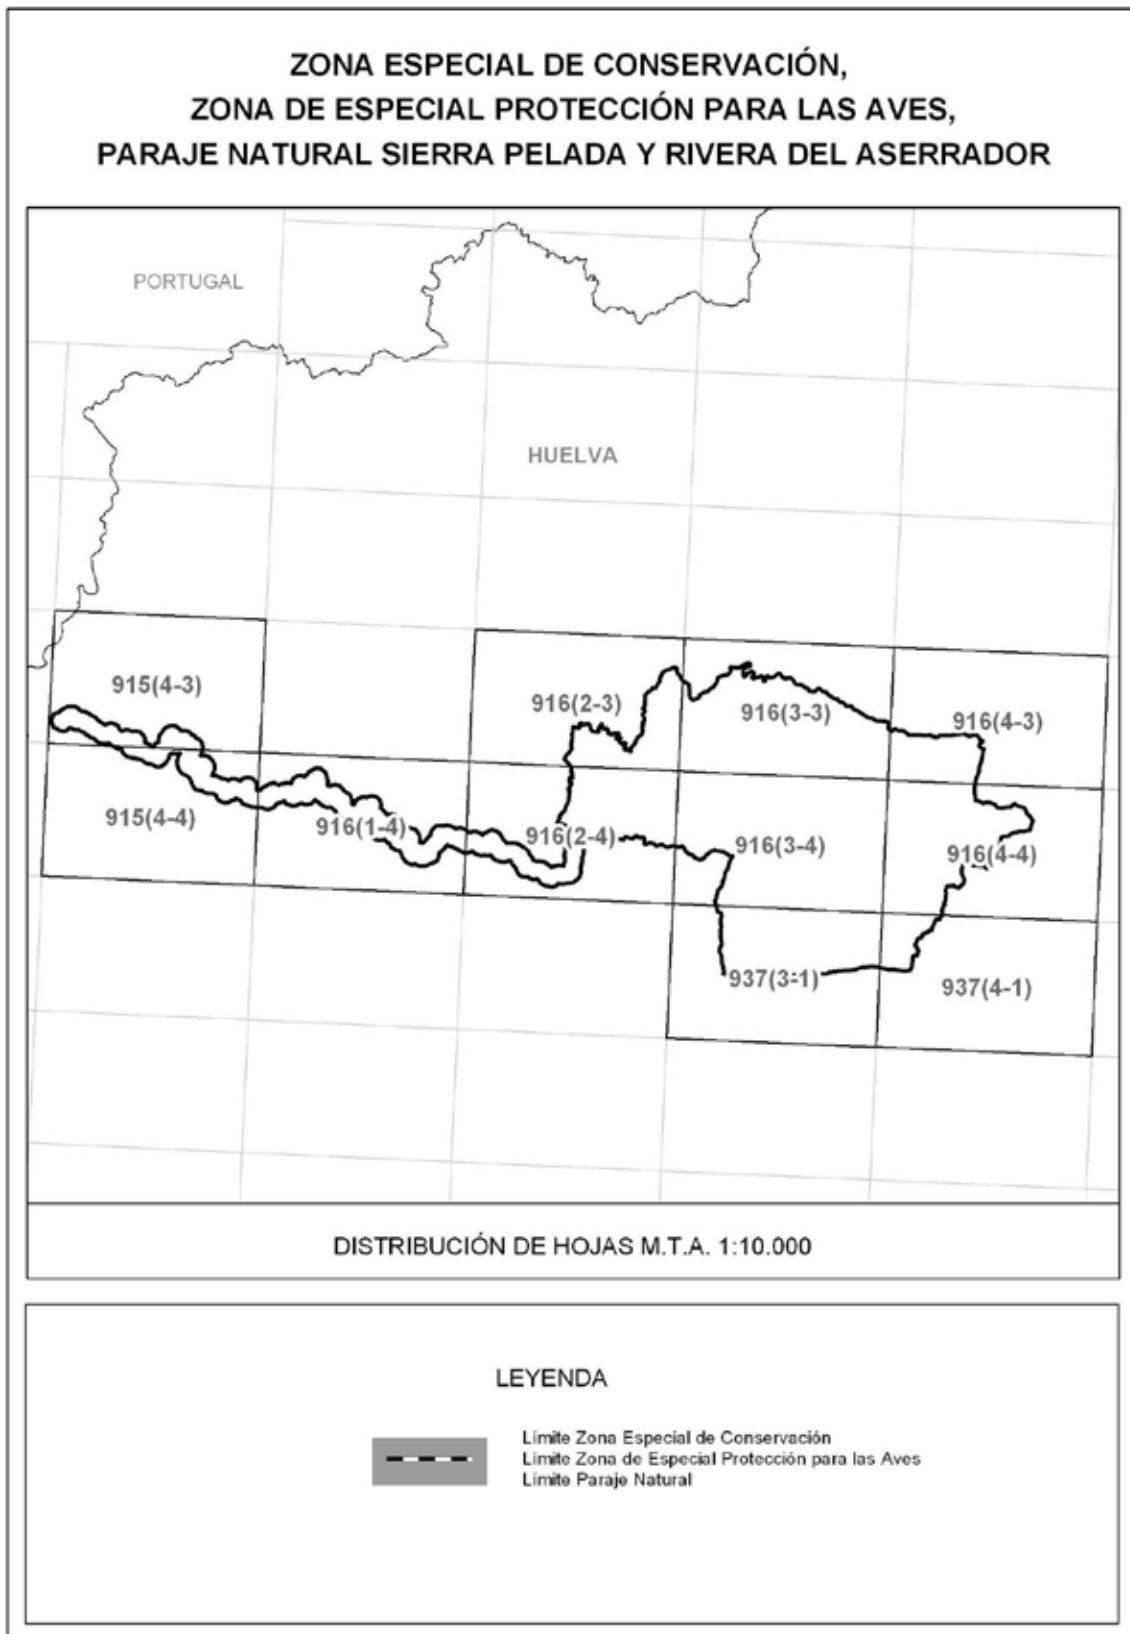 ZONA ESPECIAL DE CONSERVACIÓN,
ZONA DE ESPECIAL PROTECCIÓN PARA LAS AVES,
PARAJE NATURAL SIERRA PELADA Y RIVERA DEL ASERRADOR
PORTUGAL
HUELVA
915(4-3)
916(2-3)
916(3-3)
916(4-3)
915(4-4)
916(1-4)
916(2-4)
916(3-4)
916(4-4)
937(3-1)
937(4-1)
DISTRIBUCIÓN DE HOJAS M.T.A. 1:10.000
LEYENDA
Límite Zona Especial de Conservación
Límite Zona de Especial Protección para las Aves
Límite Paraje Natural